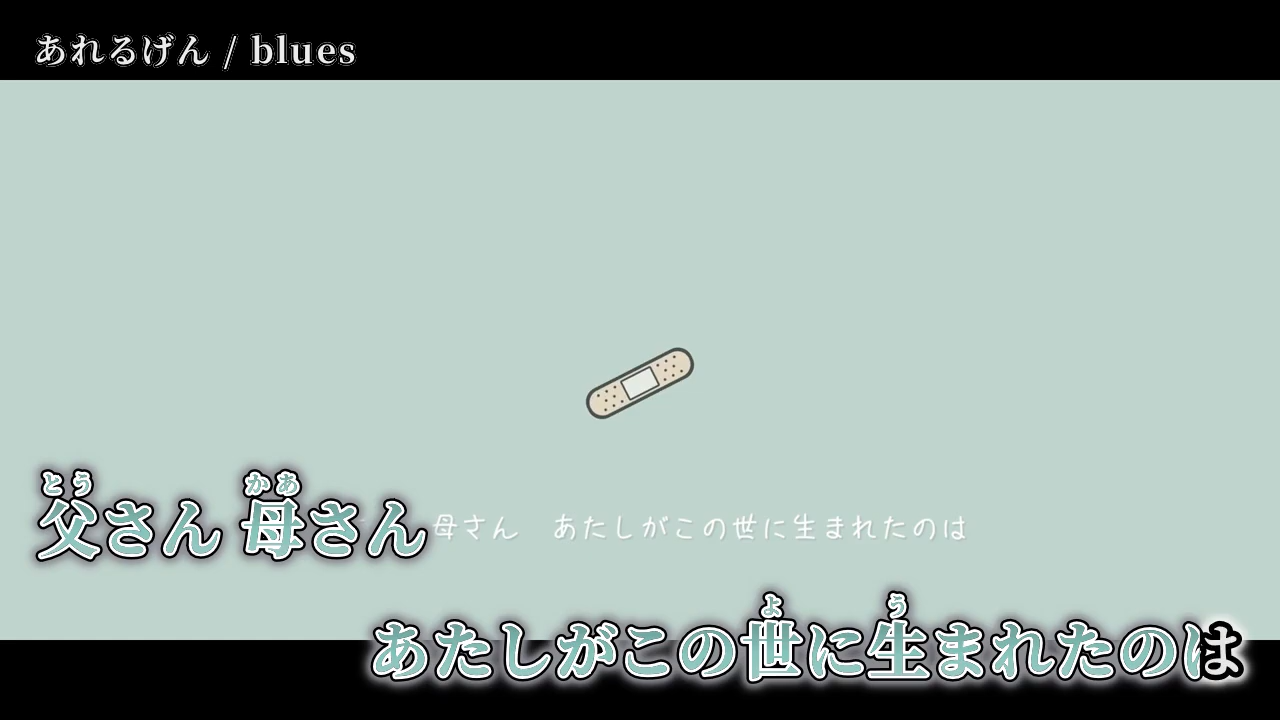 あれるげん / blues
とう かあ
父さん 母さん
母さん　あたしがこの世に生まれたのは
よ う
あたしがこの世に生まれたのは